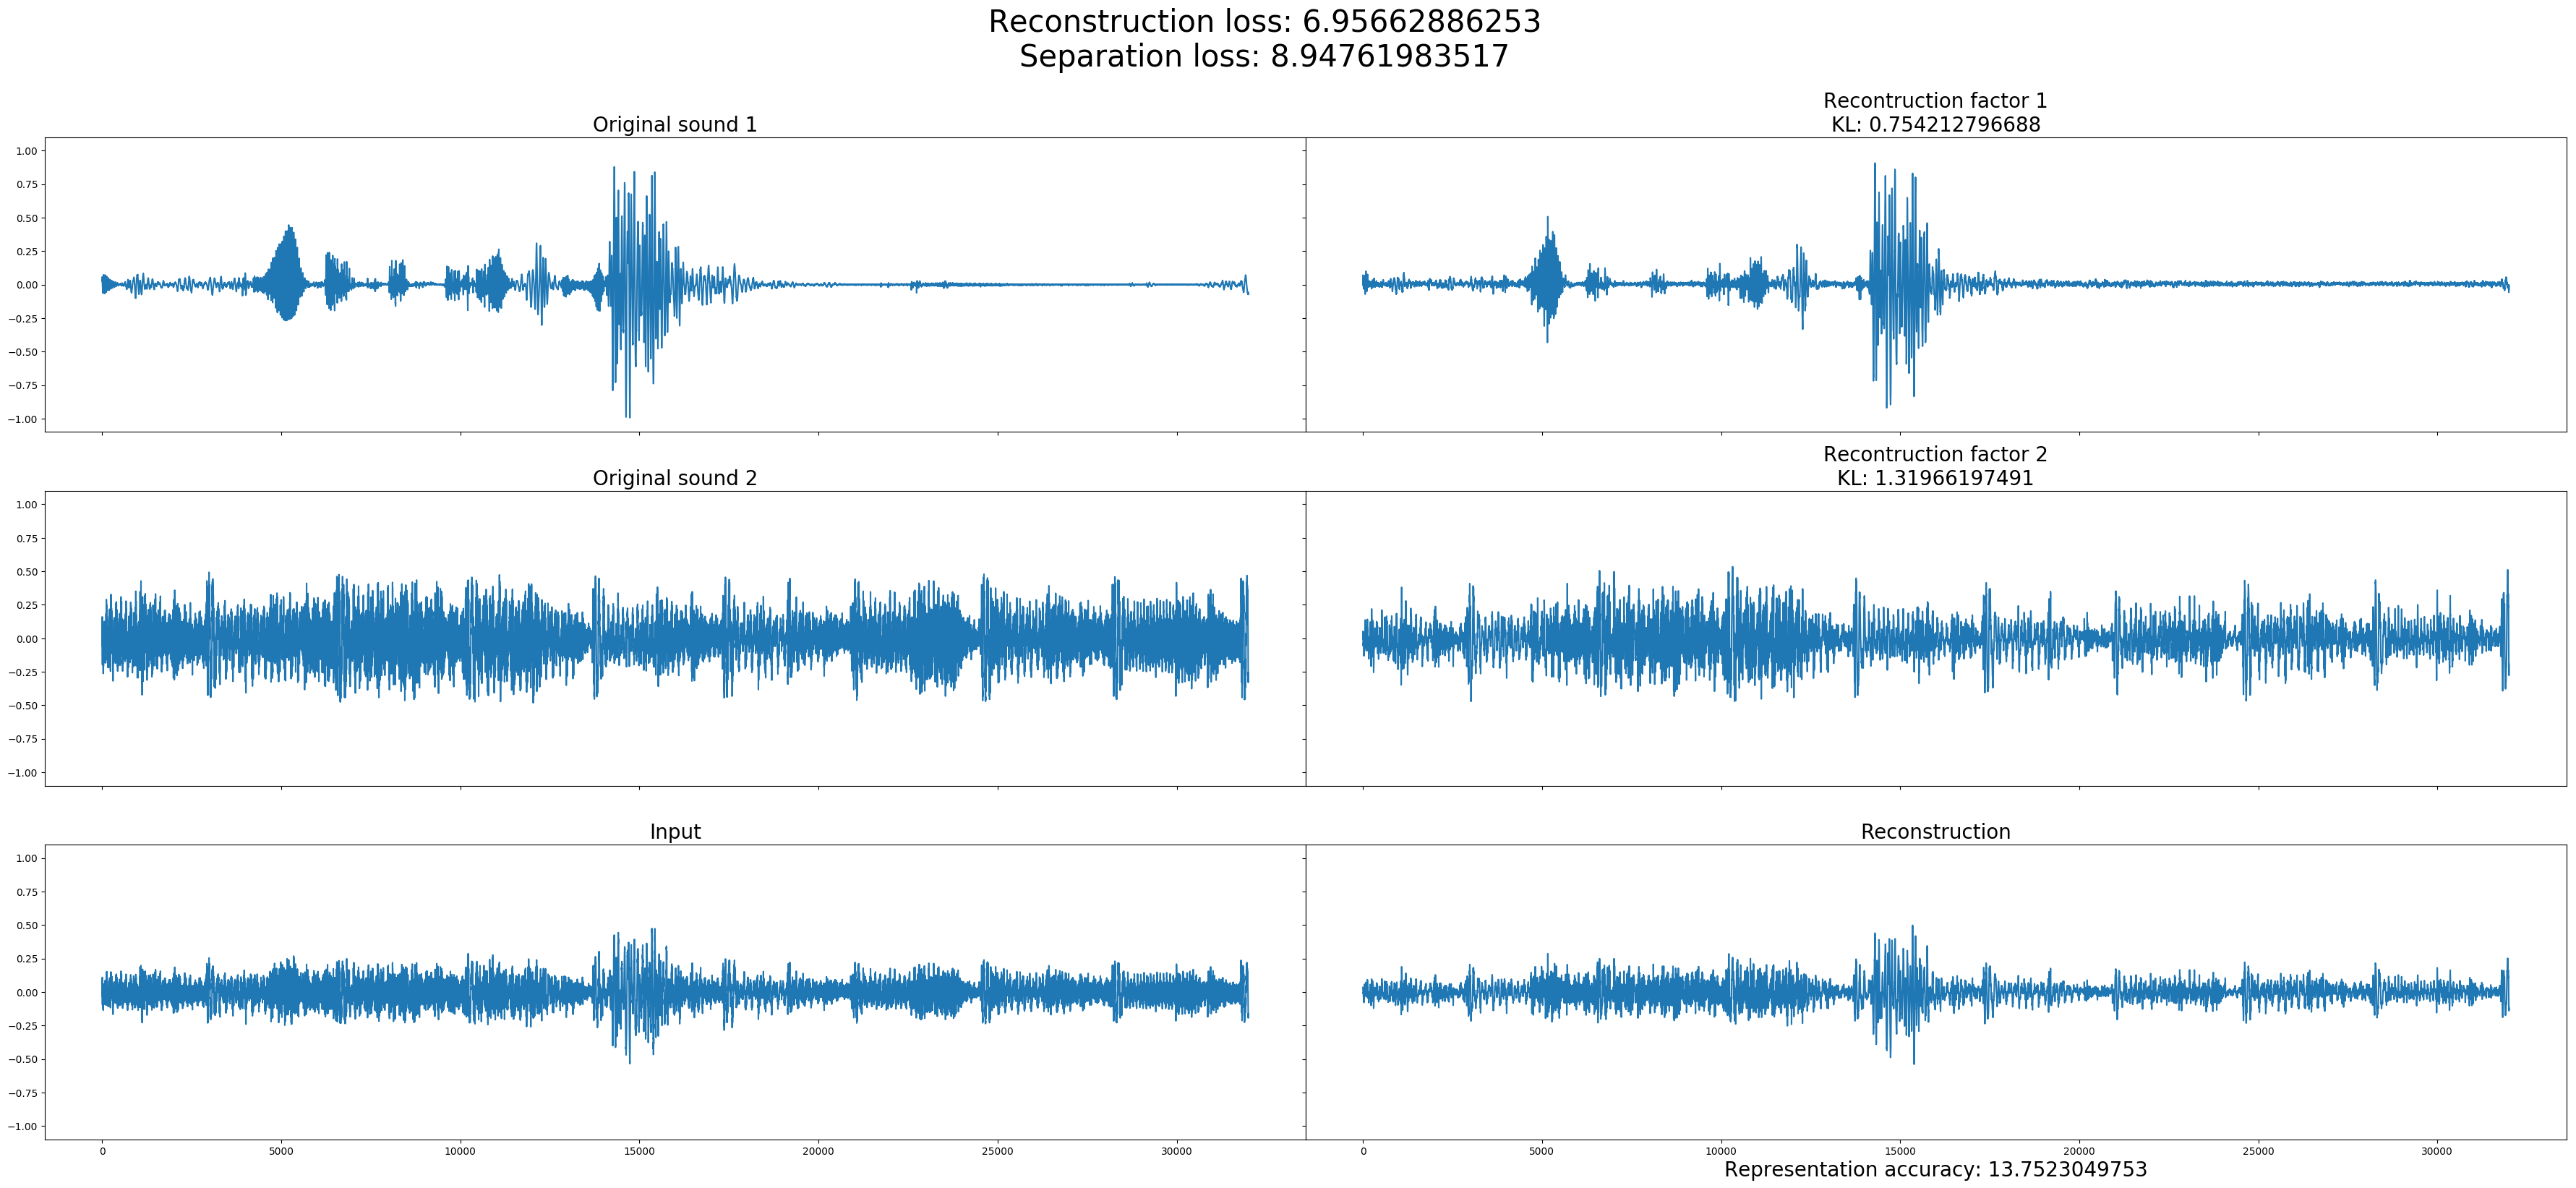 Reconstruction loss: 6.95662886253
Separation loss: 8.94761983517
Original sound 1
Recontruction factor 1
KL: 0.754212796688
1.00
0.75
0.50
0.25
0.00
−0.25
−0.50
−0.75
−1.00
Original sound 2
Recontruction factor 2
KL: 1.31966197491
1.00
0.75
0.50
0.25
0.00
−0.25
−0.50
−0.75
−1.00
Input
Reconstruction
1.00
0.75
0.50
0.25
0.00
−0.25
−0.50
−0.75
−1.00
0 5000 10000 15000 20000 25000 30000 0 5000 10000 15000 20000 25000 30000
Representation accuracy: 13.7523049753